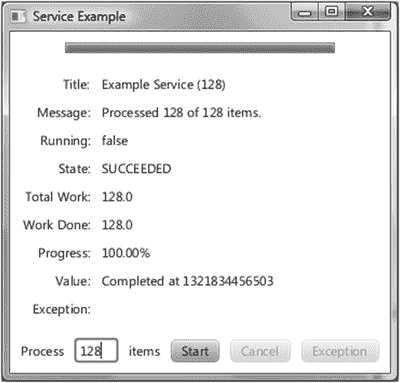 Service Example
Title: Example Service (128)
Message: Processed 128 of 128 items.
Running: false
State: SUCCEEDED
Total Work: 128.0
Work Done: 128.0
Progress: 100.00%
Value: Completed at 1321834456503
Exception:
Process 128 items Start Cancel Exception